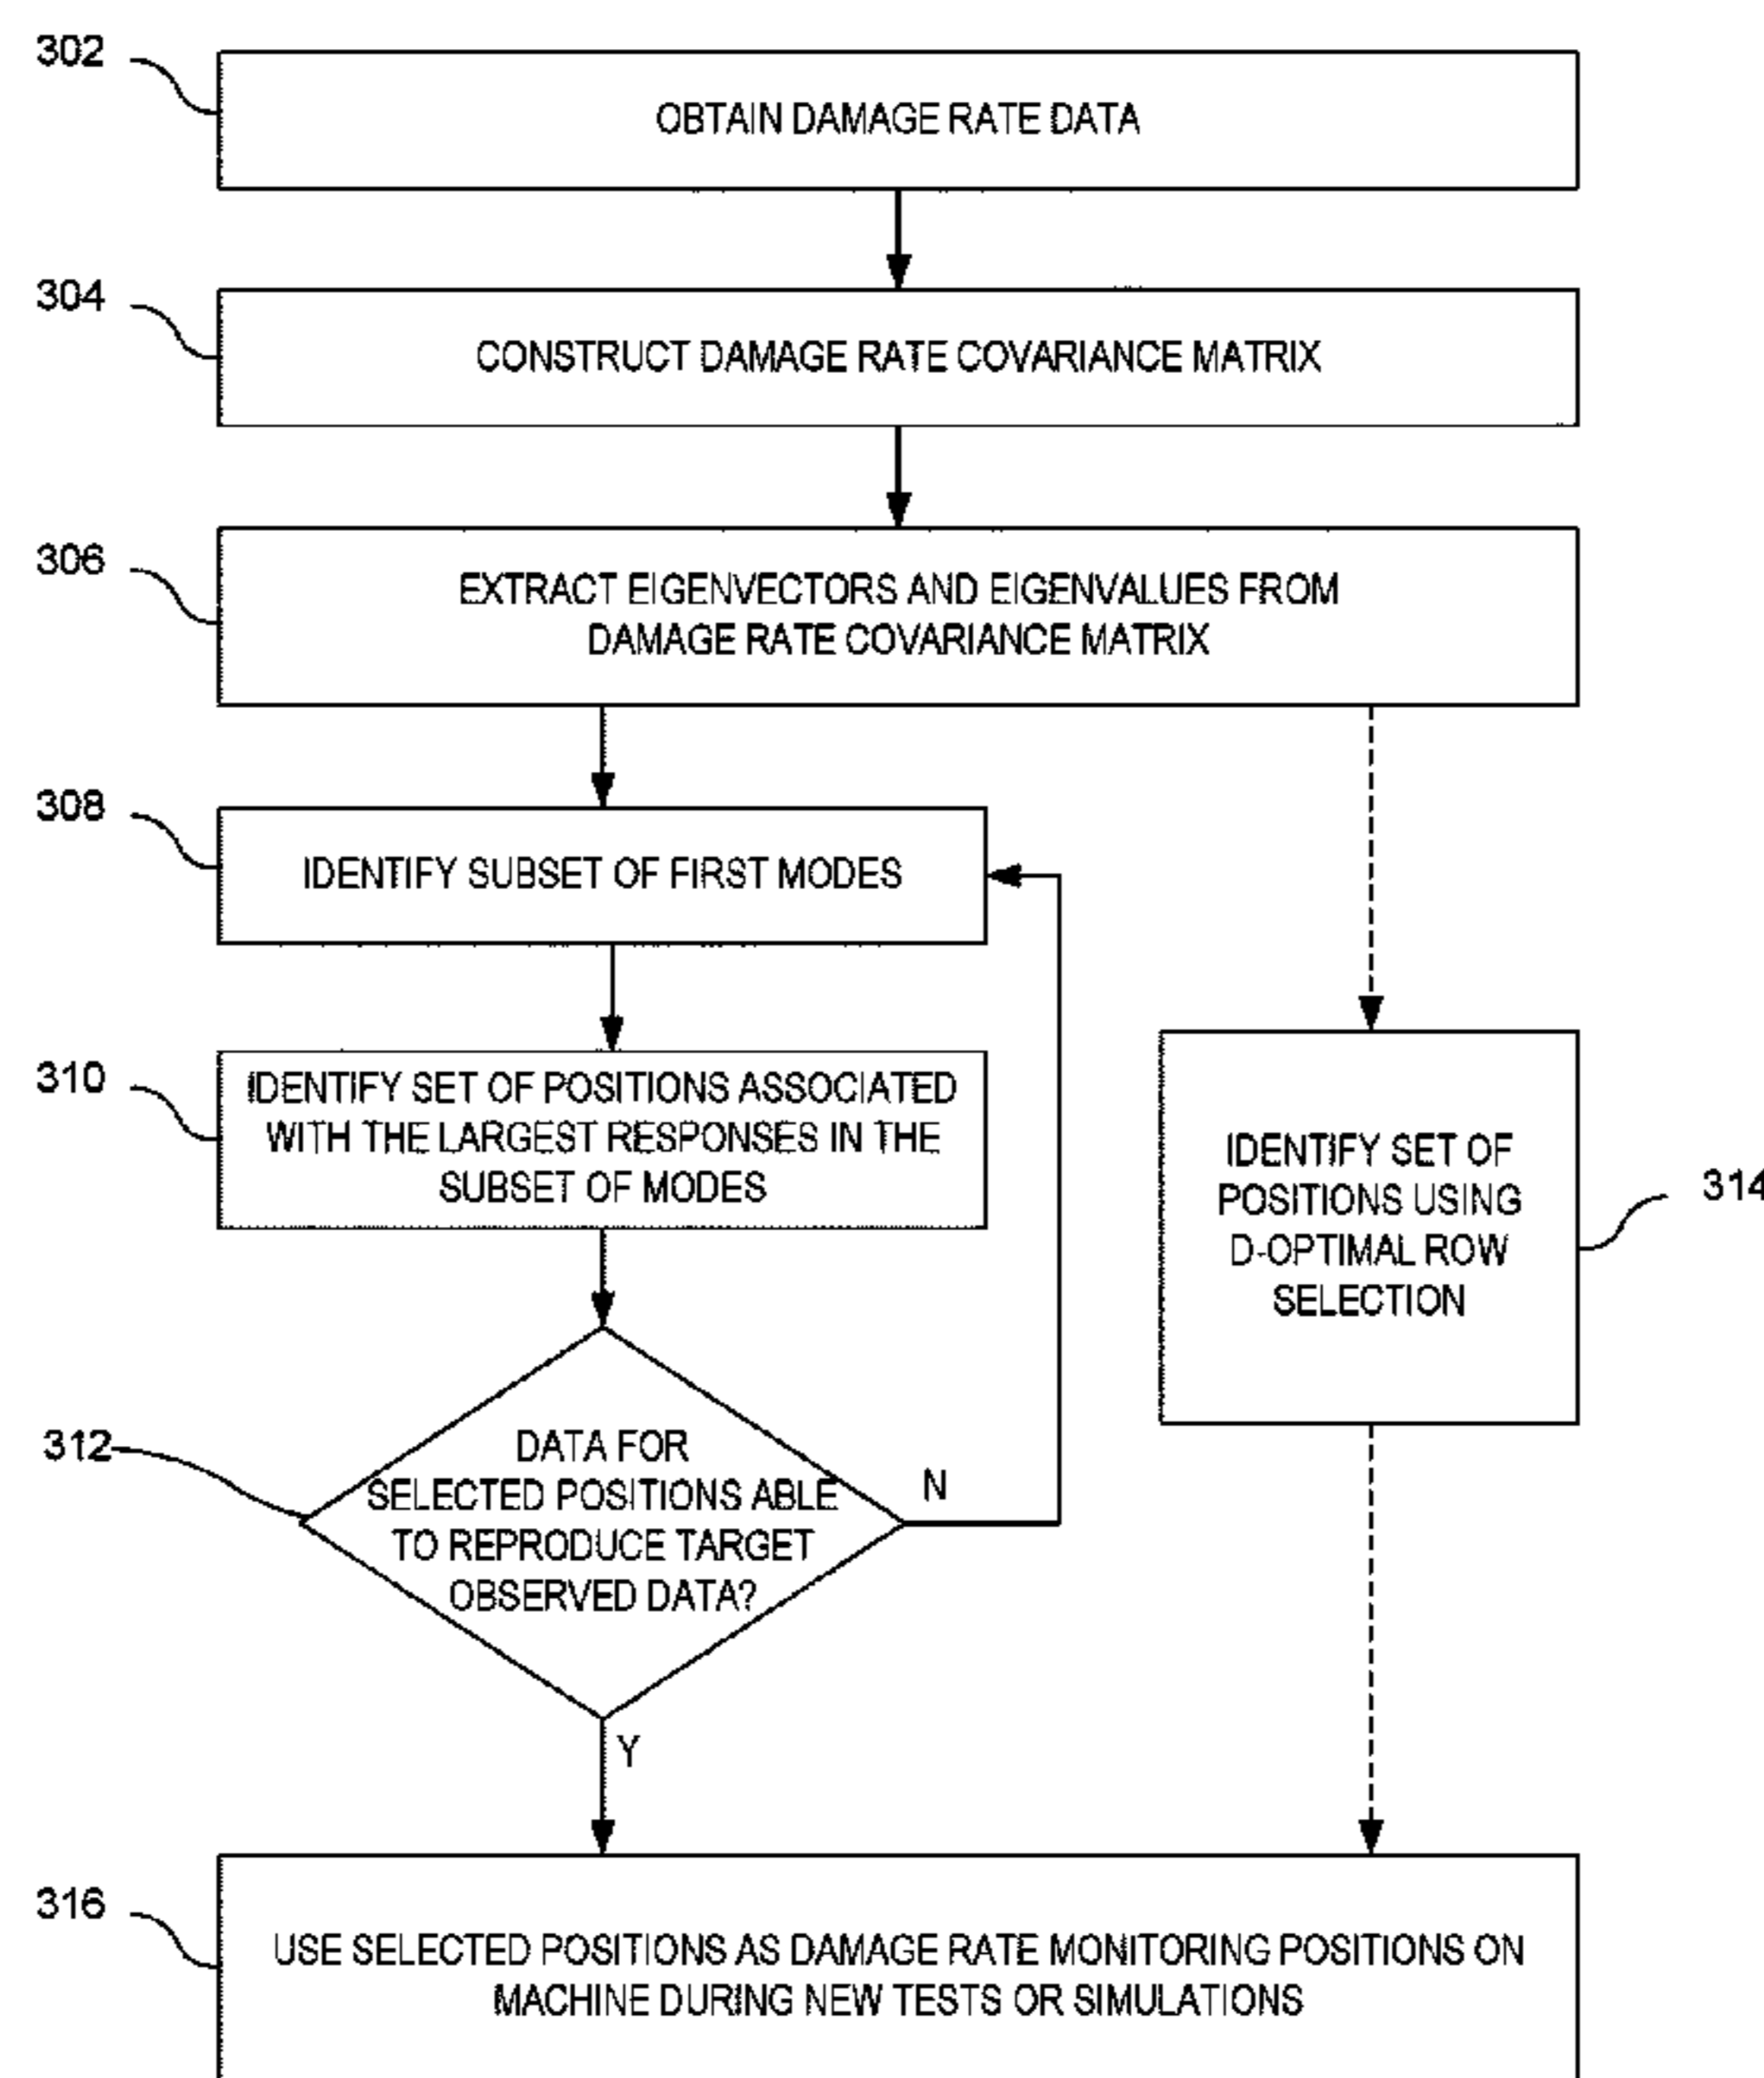 302
OBTAIN DAMAGE RATE DATA
304
CONSTRUCT DAMAGE RATE COVARIANCE MATRIX
306
EXTRACT EIGENVECTORS AND EIGENVALUES FROM
DAMAGE RATE COVARIANCE MATRIX
308
IDENTIFY SUBSET OF FIRST MODES
310
IDENTIFY SET OF POSITIONS ASSOCIATED
WITH THE LARGEST RESPONSES IN THE
SUBSET OF MODES
IDENTIFY SET OF
POSITIONS USING
D-OPTIMAL ROW
SELECTION
314
312
DATA FOR
SELECTED POSITIONS ABLE
TO REPRODUCE TARGET
OBSERVED DATA?
N
Y
316
USE SELECTED POSITIONS AS DAMAGE RATE MONITORING POSITIONS ON
MACHINE DURING NEW TESTS OR SIMULATIONS